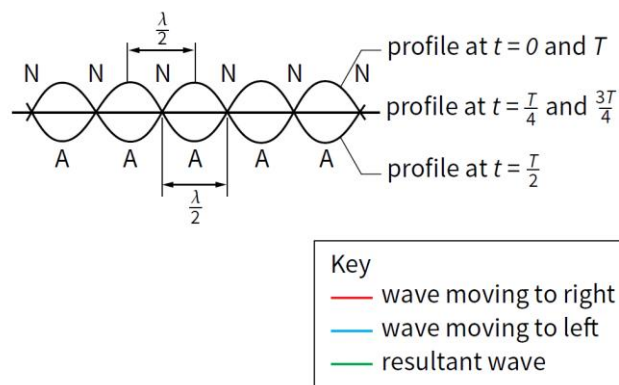 λ/2
profile at t = 0 and T
N N N N N N
profile at t = T/4 and 3T/4
A A A A A
profile at t = T/2
λ/2
Key
wave moving to right
wave moving to left
resultant wave